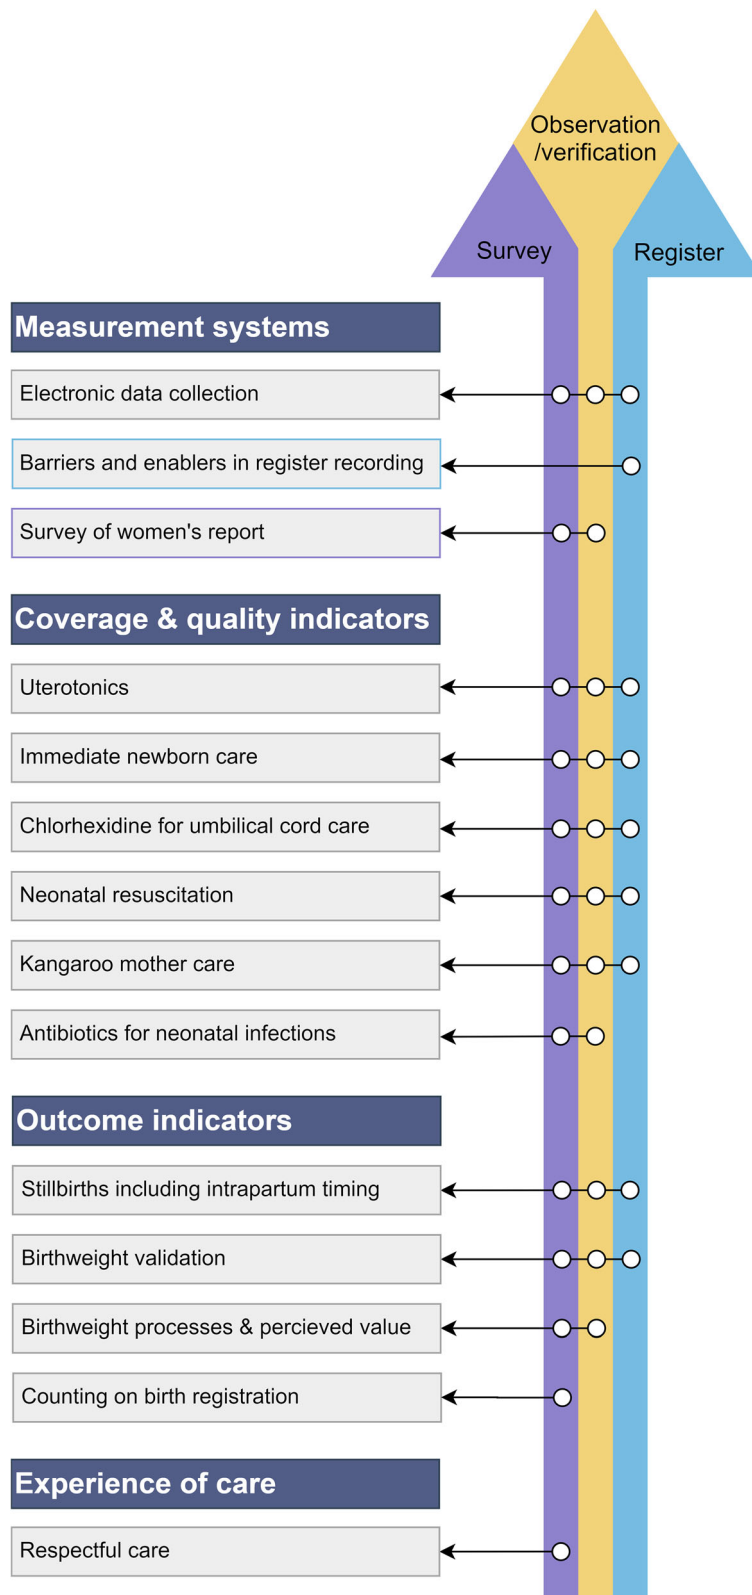 Observation
/verification
Survey
Register
Measurement systems
Electronic data collection
Barriers and enablers in register recording
Survey of women's report
Coverage & quality indicators
Uterotonics
Immediate newborn care
Chlorhexidine for umbilical cord care
Neonatal resuscitation
Kangaroo mother care
Antibiotics for neonatal infections
Outcome indicators
Stillbirths including intrapartum timing
Birthweight validation
Birthweight processes & percieved value
Counting on birth registration
Experience of care
Respectful care